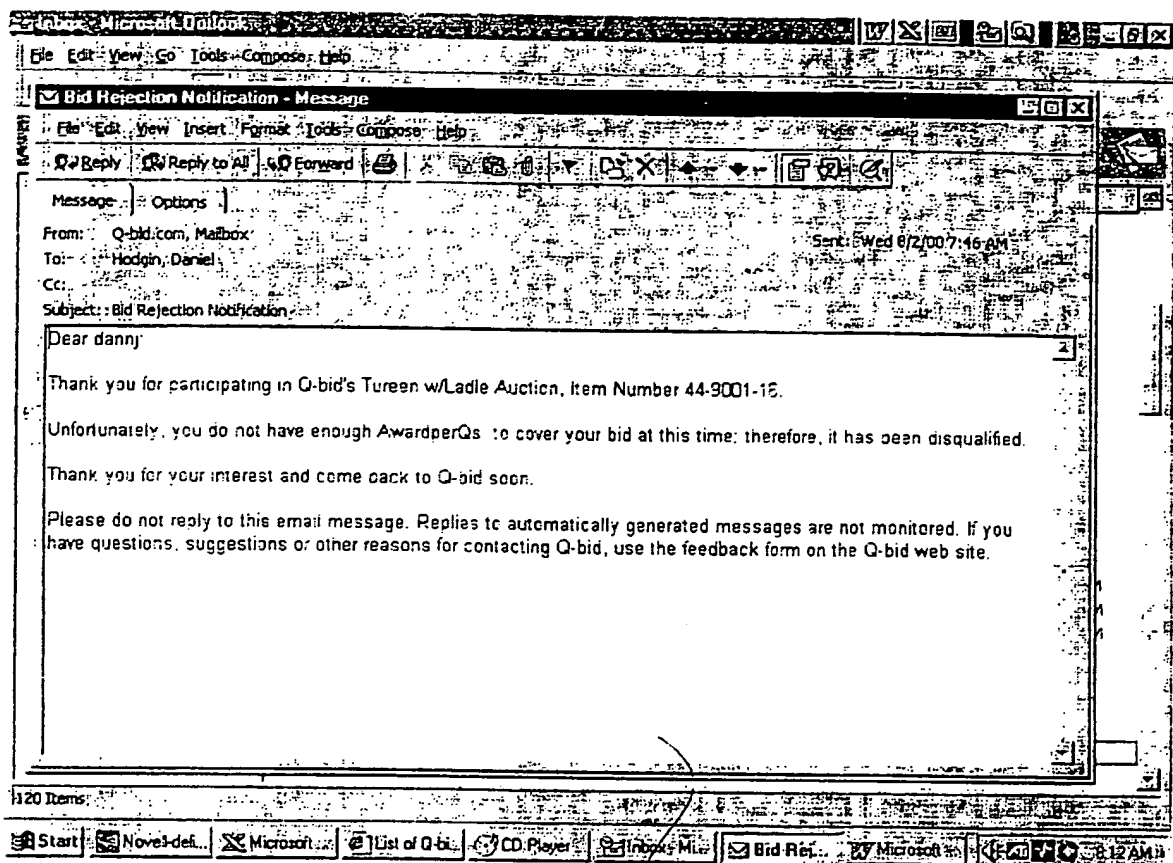 Inbox - Microsoft Outlook
File Edit View Go Tools Compose Help
Bid Rejection Notification - Message
File Edit View Insert Format Tools Compose Help
Reply Reply to All Forward
Message Options
From: Q-bid.com, Mailbox Sent: Wed 8/2/00 7:46 AM
To: Hodgin, Daniel
Cc:
Subject: Bid Rejection Notification
Dear danny
Thank you for participating in Q-bid's Tureen w/Ladle Auction, Item Number
Unfortunately, you do not have enough AwardperQs to cover your bid at this time; therefore, it has been disqualified.
Thank you for your interest and come back to Q-bid soon.
Please do not reply to this email message. Replies to automatically generated messages are not monitored. If you
have questions, suggestions or other reasons for contacting Q-bid, use the feedback form on the Q-bid web site.
120 Items
Start Novell-deli... Microsoft ... List of Q-bi... CD Player Inbox - Mi... Bid Rej... Microsoft 8:12 AM